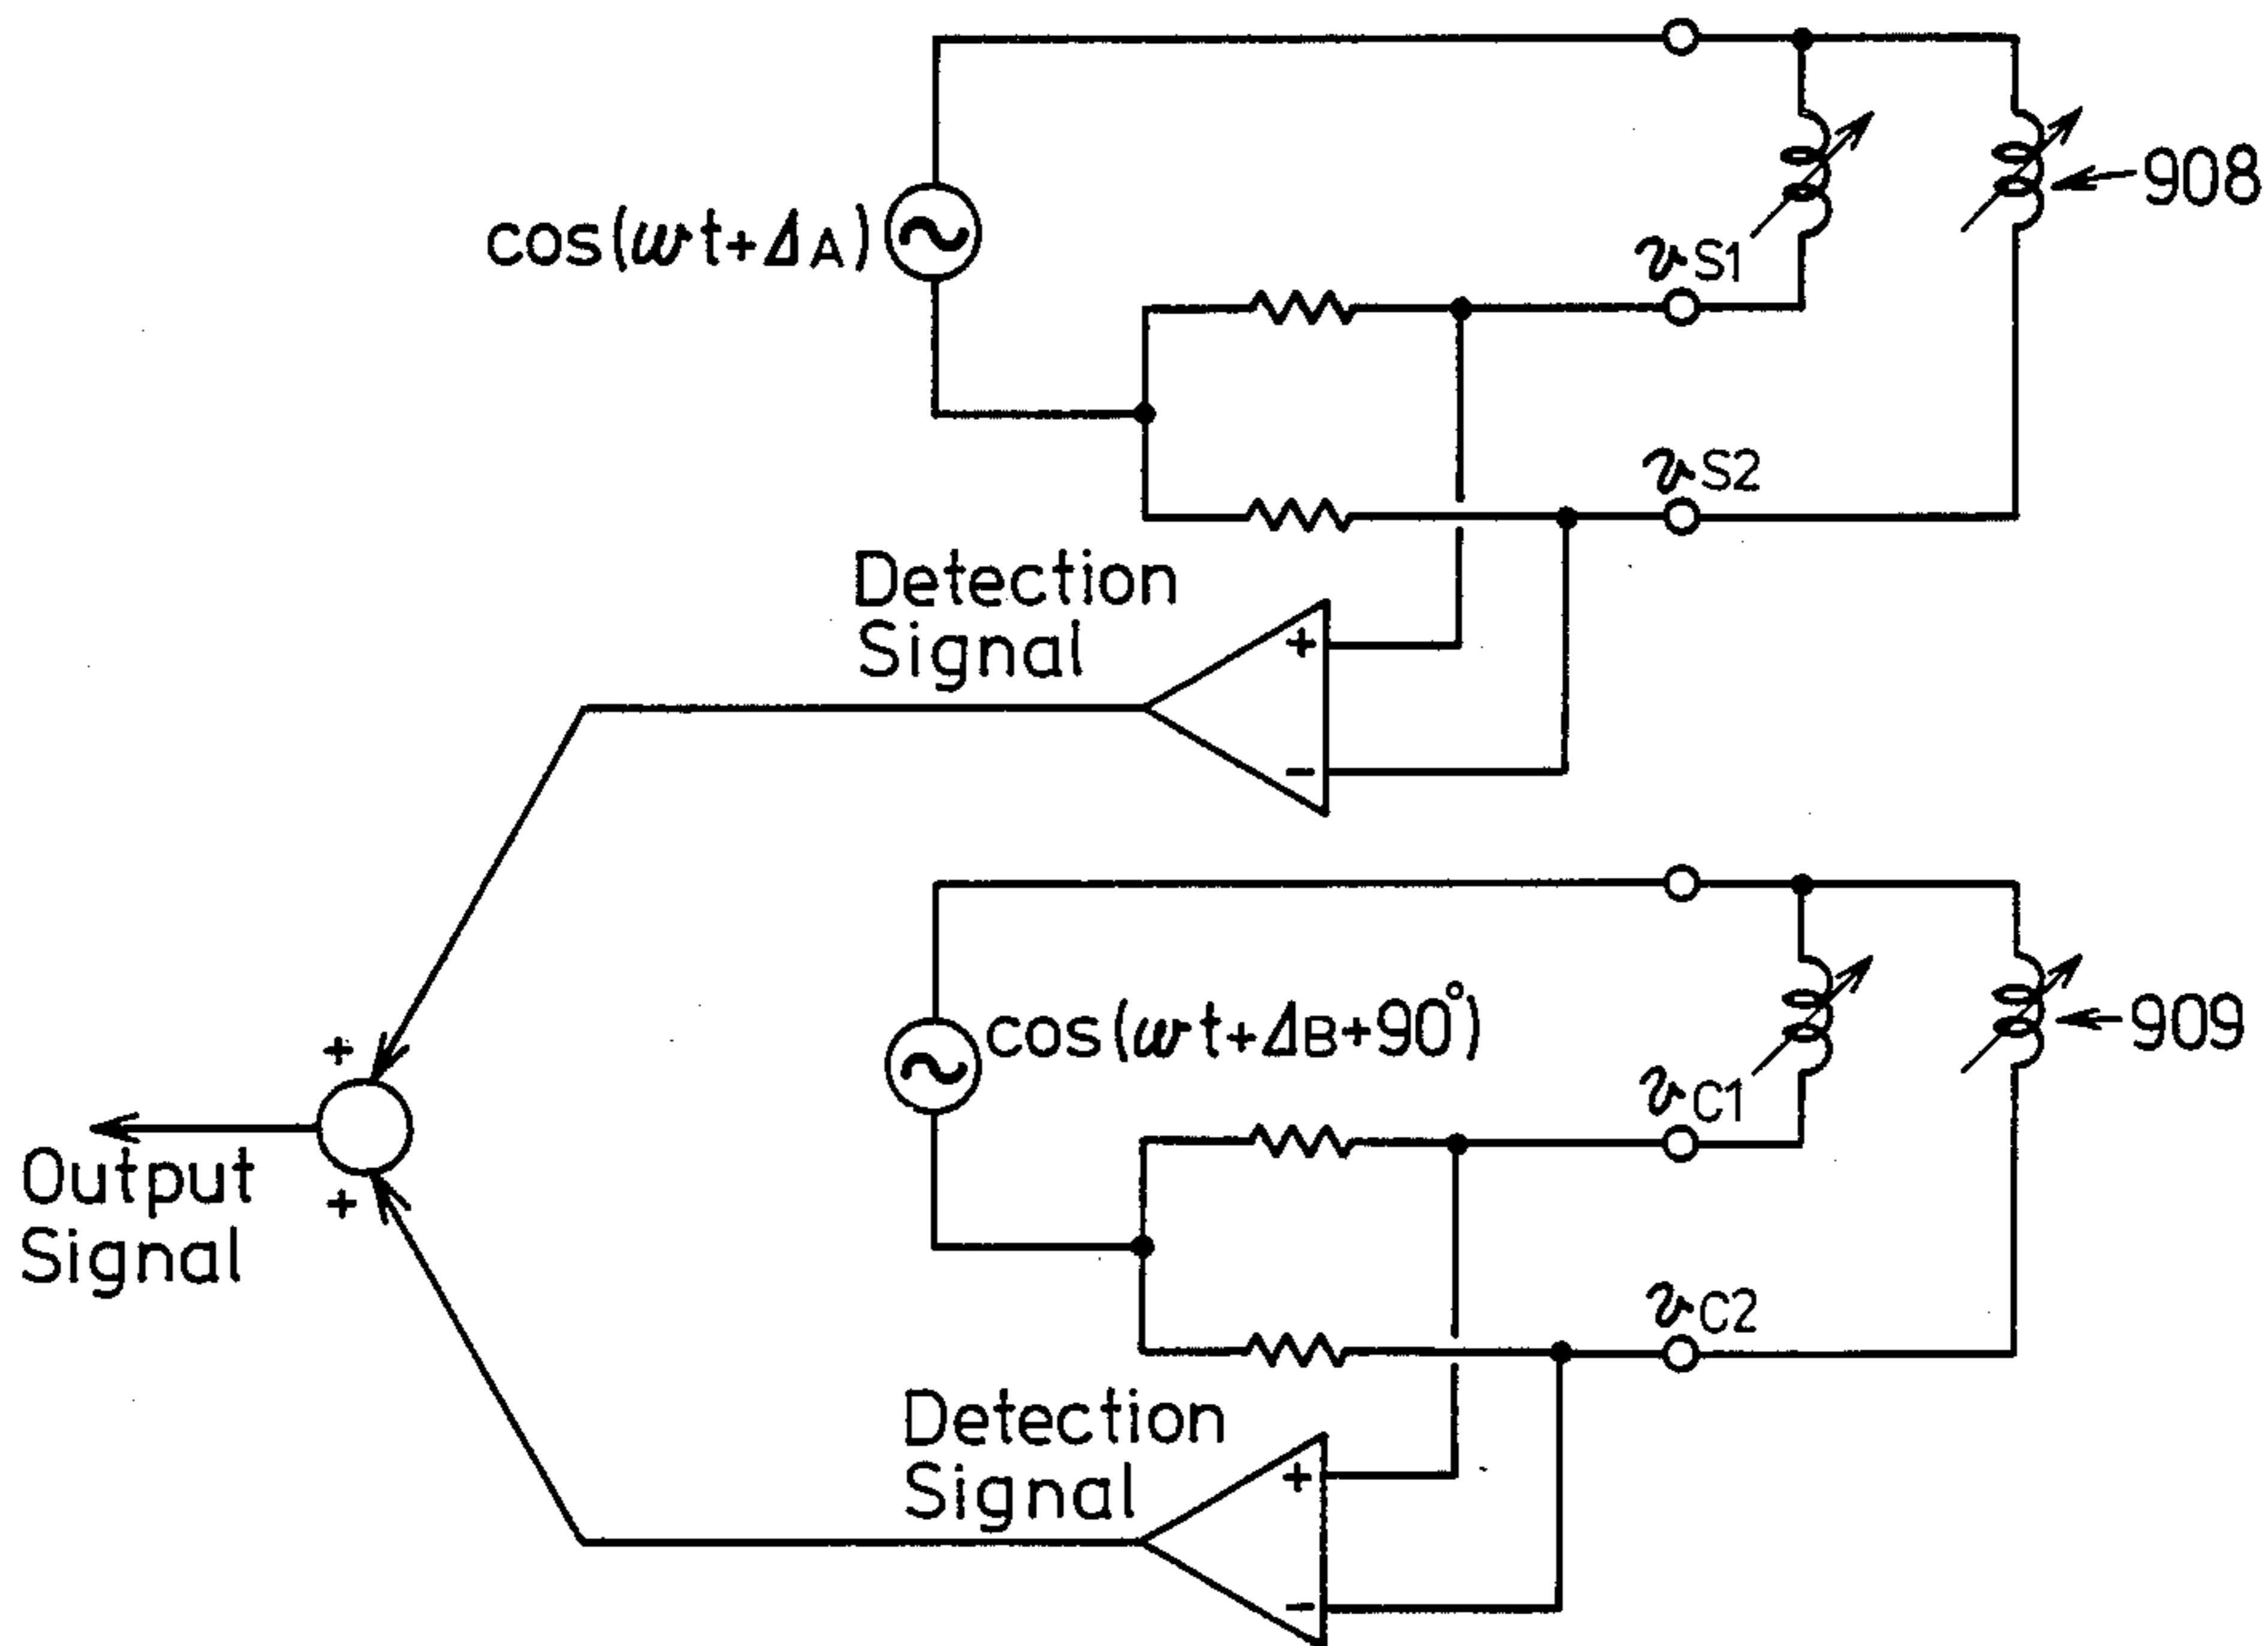 908
cos(ωt+ΔA)
vS1
vS2
Detection
Signal
+
-
cos(ωt+ΔB+90°)
909
vC1
+
Output
Signal
+
vC2
Detection
Signal
+
-